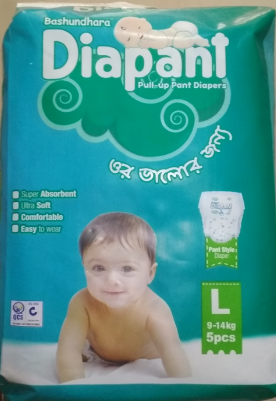 Bashundhara
Diapant
Pull-up Pant Diapers
ওর ভালোর জন্য
Super Absorbent
Ultra Soft
Comfortable
Easy to wear
Pant Style
Diaper
L
9-14kg
5pcs